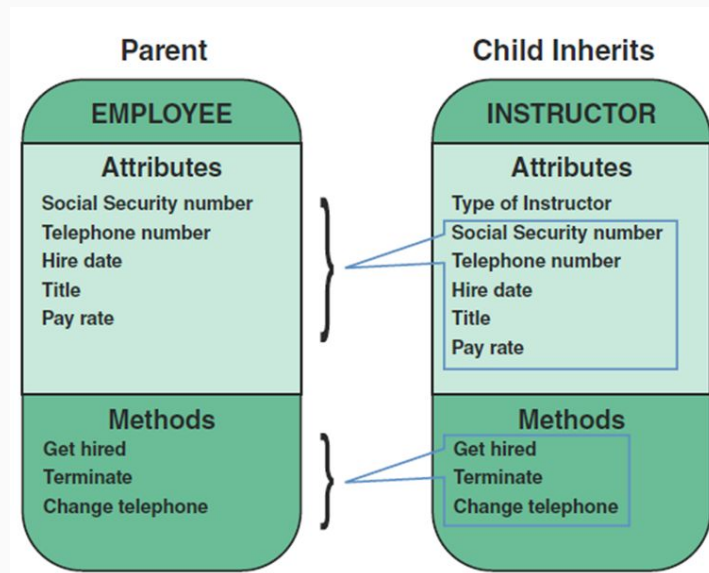 Parent
EMPLOYEE
Attributes
Social Security number
Telephone number
Hire date
Title
Pay rate
Methods
Get hired
Terminate
Change telephone
Child Inherits
INSTRUCTOR
Attributes
Type of Instructor
Social Security number
Telephone number
Hire date
Title
Pay rate
Methods
Get hired
Terminate
Change telephone